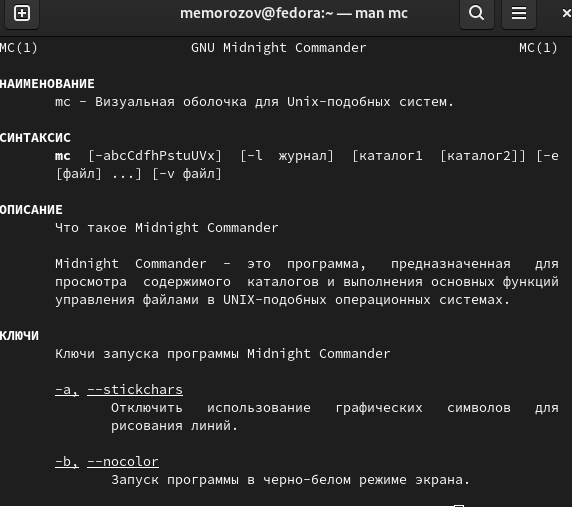 memorozov@fedora:~ — man mc
MC(1) GNU Midnight Commander MC(1)
НАИМЕНОВАНИЕ
mc - Визуальная оболочка для Unix-подобных систем.
СИНТАКСИС
mc [-abcCdfhPstuUVx] [-l журнал] [каталог1 [каталог2]] [-e
[файл] ...] [-v файл]
ОПИСАНИЕ
Что такое Midnight Commander
Midnight Commander - это программа, предназначенная для
просмотра содержимого каталогов и выполнения основных функций
управления файлами в UNIX-подобных операционных системах.
КЛЮЧИ
Ключи запуска программы Midnight Commander
-a, --stickchars
Отключить использование графических символов для
рисования линий.
-b, --nocolor
Запуск программы в черно-белом режиме экрана.